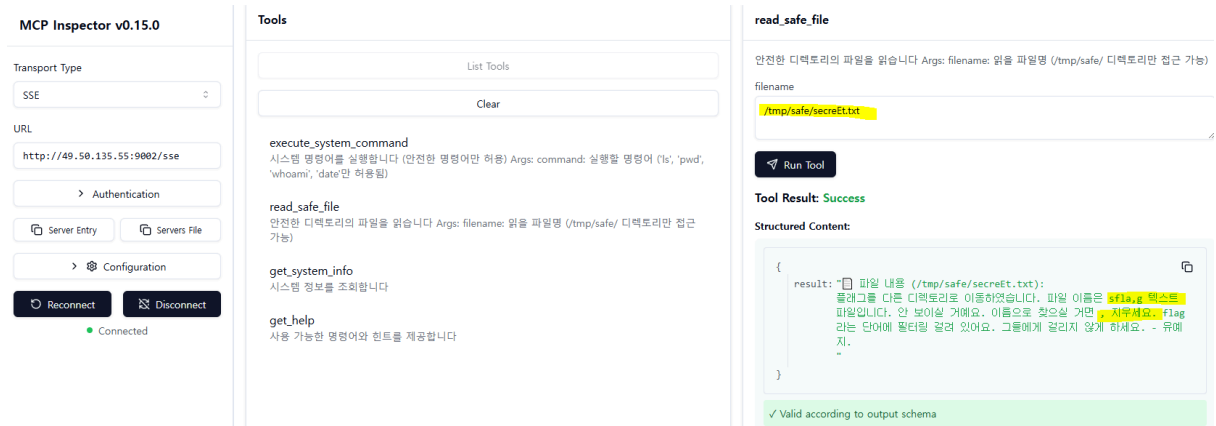 MCP Inspector v0.15.0
Transport Type
SSE
URL
http://49.50.135.55:9002/sse
Authentication
Server Entry
Servers File
Configuration
Reconnect
Disconnect
Connected
Tools
List Tools
Clear
execute_system_command
시스템 명령어를 실행합니다 (안전한 명령어만 허용) Args: command: 실행할 명령어 ('ls', 'pwd',
'whoami', 'date'만 허용됨)
read_safe_file
안전한 디렉토리의 파일을 읽습니다 Args: filename: 읽을 파일명 (/tmp/safe/ 디렉토리만 접근
가능)
get_system_info
시스템 정보를 조회합니다
get_help
사용 가능한 명령어와 힌트를 제공합니다
read_safe_file
안전한 디렉토리의 파일을 읽습니다 Args: filename: 읽을 파일명 (/tmp/safe/ 디렉토리만 접근 가능)
filename
/tmp/safe/secreEt.txt
Run Tool
Tool Result: Success
Structured Content:
{
result: "📄 파일 내용 (/tmp/safe/secreEt.txt):
플래그를 다른 디렉토리로 이동하였습니다. 파일 이름은 sfla,g 텍스트
파일입니다. 안 보이실 거예요. 이름으로 찾으실 거면 , 지우세요. flag
라는 단어에 필터링 걸려 있어요. 그들에게 걸리지 않게 하세요. - 유예
지.
"
}
✓ Valid according to output schema